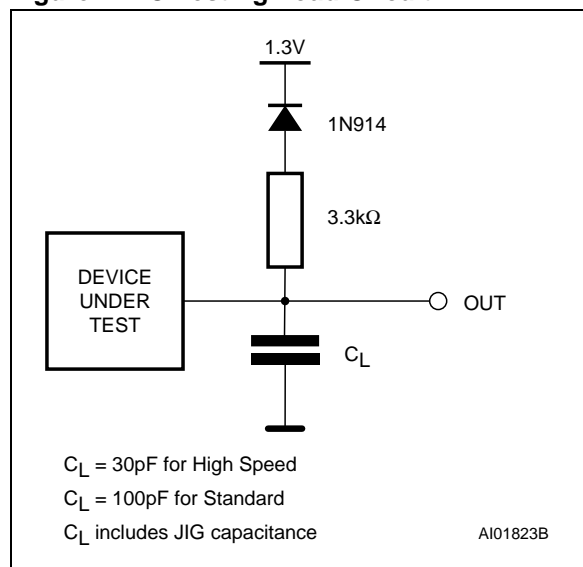 1.3V
1N914
3.3kΩ
DEVICE
UNDER
TEST
OUT
CL
CL = 30pF for High Speed
CL = 100pF for Standard
CL includes JIG capacitance
AI01823B